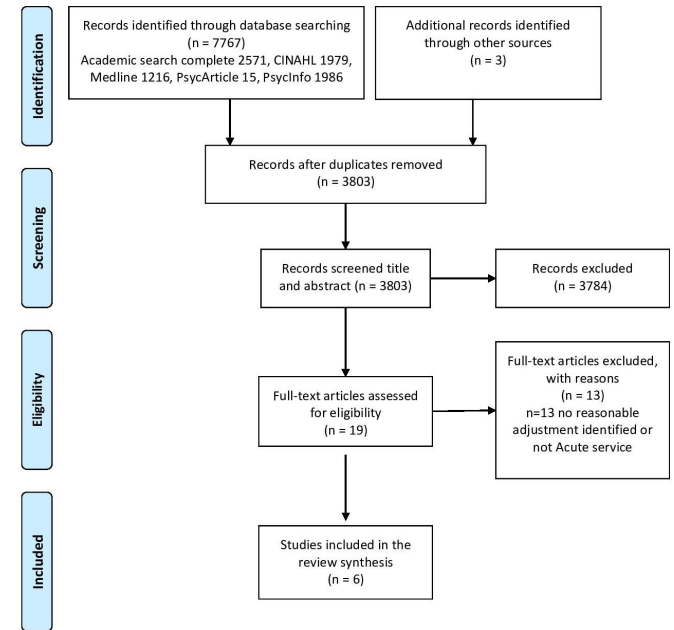 Identification
Records identified through database searching
(n = 7767)
Academic search complete 2571, CINAHL 1979,
Medline 1216, PsycArticle 15, PsycInfo 1986
Additional records identified
through other sources
(n = 3)
Records after duplicates removed
(n = 3803)
Screening
Records screened title
and abstract (n = 3803)
Records excluded
(n = 3784)
Eligibility
Full-text articles assessed
for eligibility
(n = 19)
Full-text articles excluded,
with reasons
(n = 13)
n=13 no reasonable
adjustment identified or
not Acute service
Included
Studies included in the
review synthesis
(n = 6)